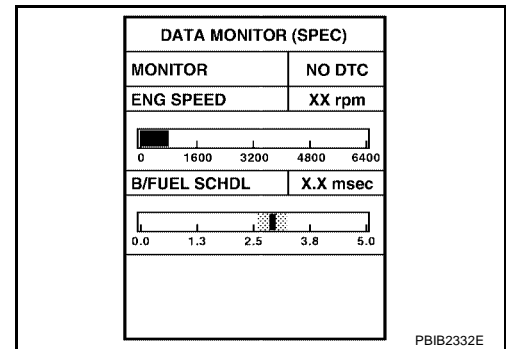 DATA MONITOR (SPEC)
MONITOR NO DTC
ENG SPEED XX rpm
0 1600 3200 4800 6400
B/FUEL SCHDL X.X msec
0.0 1.3 2.5 3.8 5.0
PBIB2332E